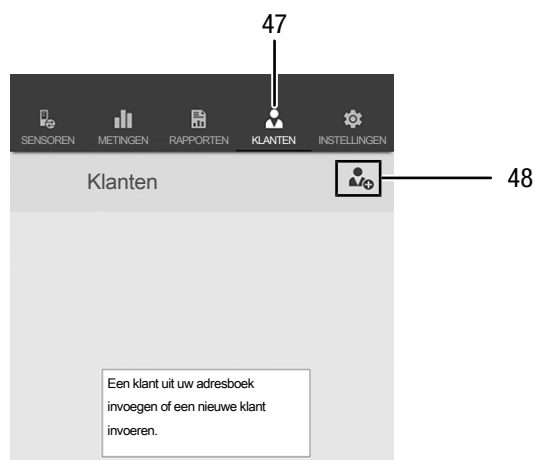 47
SENSOREN METINGEN RAPPORTEN KLANTEN INSTELLINGEN
Klanten
48
Een klant uit uw adresboek
invoegen of een nieuwe klant
invoeren.